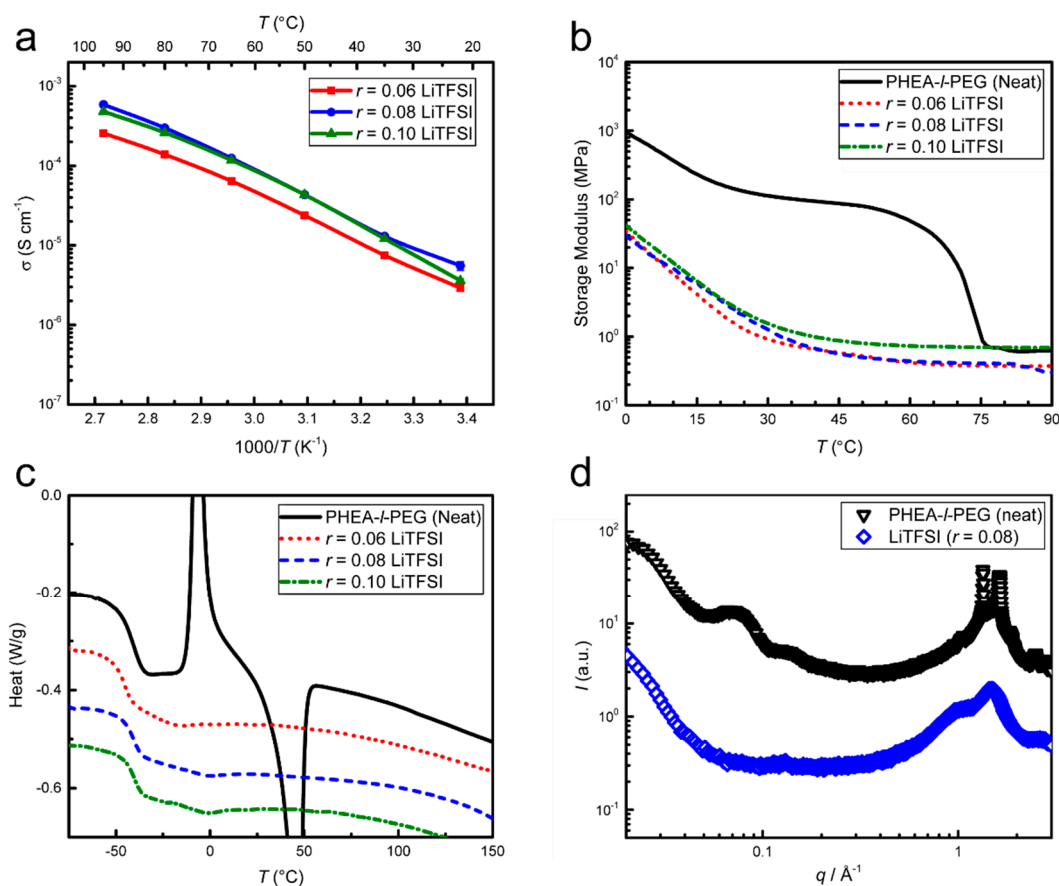 a
T (°C)
100 90 80 70 60 50 40 30 20
10⁻³
10⁻⁴
10⁻⁵
10⁻⁶
10⁻⁷
σ (S cm⁻¹)
r = 0.06 LiTFSI
r = 0.08 LiTFSI
r = 0.10 LiTFSI
2.7 2.8 2.9 3.0 3.1 3.2 3.3 3.4
1000/T (K⁻¹)
b
PHEA-l-PEG (Neat)
r = 0.06 LiTFSI
r = 0.08 LiTFSI
r = 0.10 LiTFSI
10⁴
10³
10²
10¹
10⁰
10⁻¹
Storage Modulus (MPa)
0 15 30 45 60 75 90
T (°C)
c
0.0
-0.2
-0.4
-0.6
Heat (W/g)
PHEA-l-PEG (Neat)
r = 0.06 LiTFSI
r = 0.08 LiTFSI
r = 0.10 LiTFSI
-50 0 50 100 150
T (°C)
d
PHEA-l-PEG (neat)
LiTFSI (r = 0.08)
10²
10¹
10⁰
10⁻¹
I (a.u.)
0.1 1
q / Å⁻¹